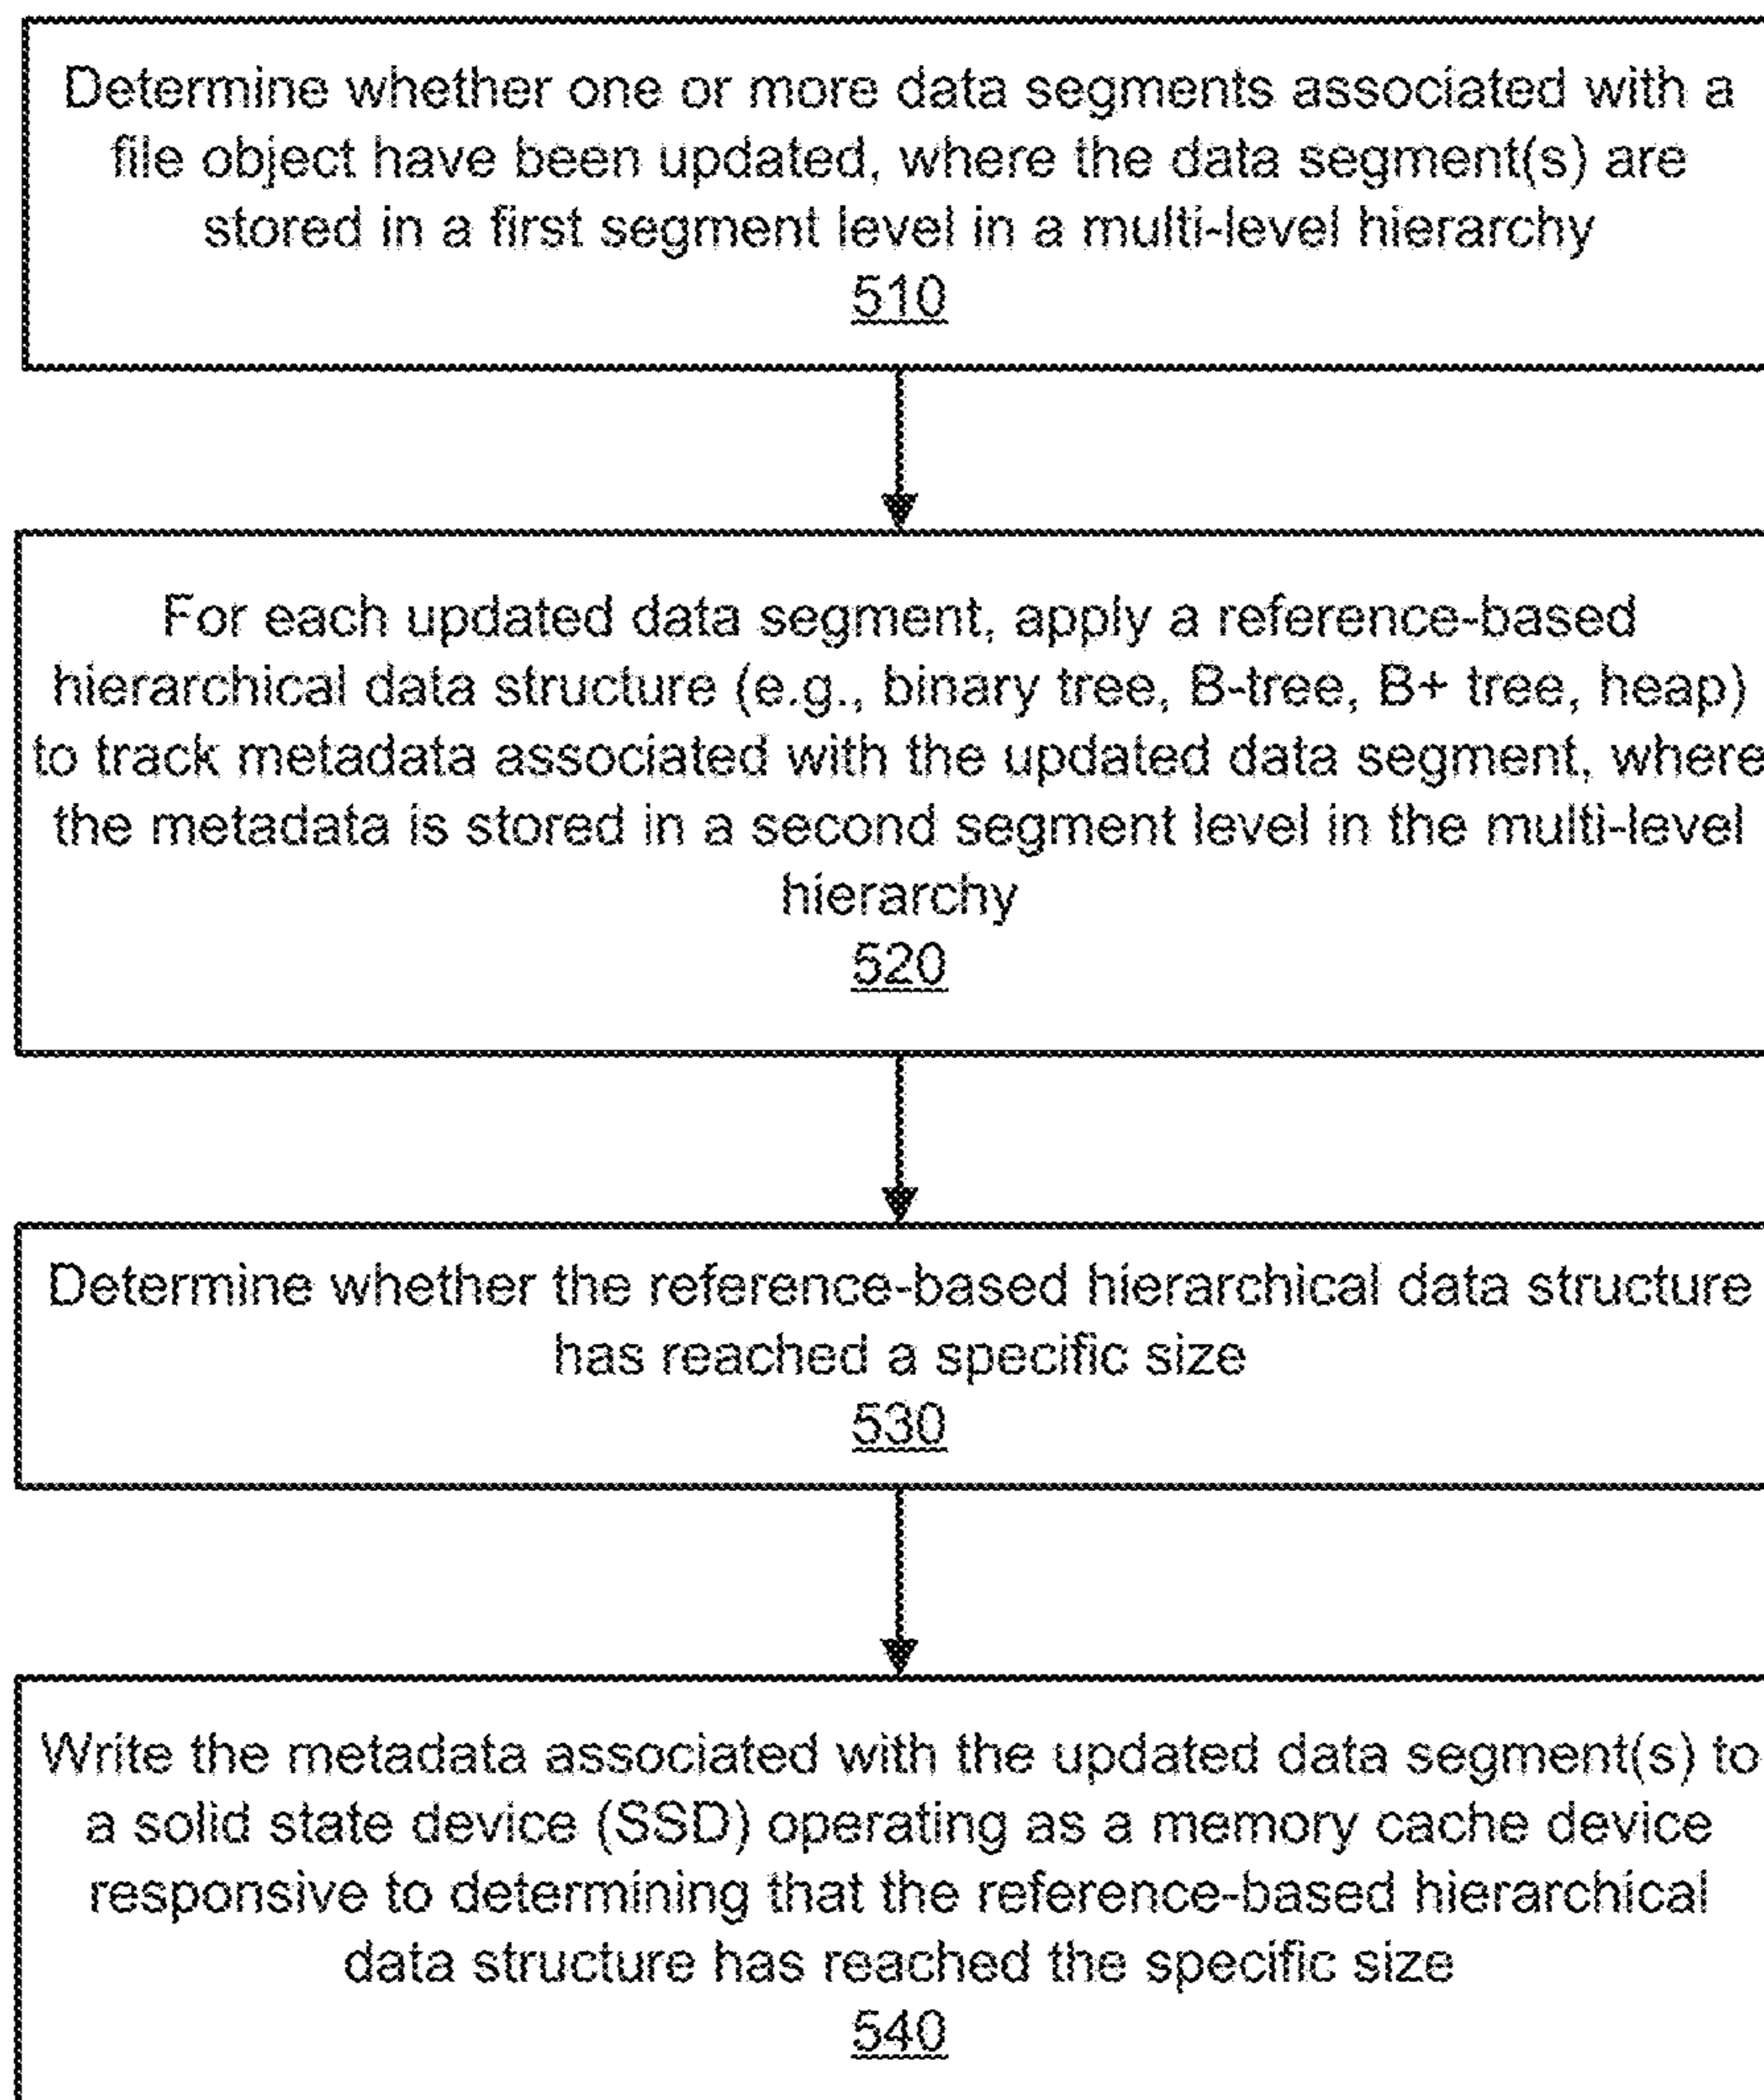 Determine whether one or more data segments associated with a
file object have been updated, where the data segment(s) are
stored in a first segment level in a multi-level hierarchy
510
For each updated data segment, apply a reference-based
hierarchical data structure (e.g., binary tree, B-tree, B+ tree, heap)
to track metadata associated with the updated data segment, where
the metadata is stored in a second segment level in the multi-level
hierarchy
520
Determine whether the reference-based hierarchical data structure
has reached a specific size
530
Write the metadata associated with the updated data segment(s) to
a solid state device (SSD) operating as a memory cache device
responsive to determining that the reference-based hierarchical
data structure has reached the specific size
540